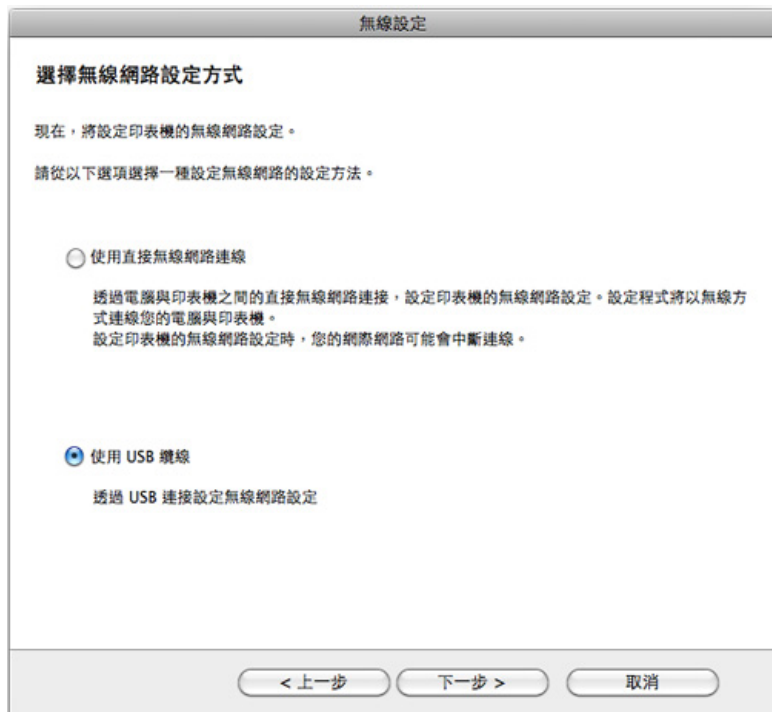 無線設定
選擇無線網路設定方式
現在，將設定印表機的無線網路設定。
請從以下選項選擇一種設定無線網路的設定方法。
使用直接無線網路連線
透過電腦與印表機之間的直接無線網路連接，設定印表機的無線網路設定。設定程式將以無線方
式連線您的電腦與印表機。
設定印表機的無線網路設定時，您的網際網路可能會中斷連線。
使用 USB 纜線
透過 USB 連接設定無線網路設定
< 上一步
下一步 >
取消